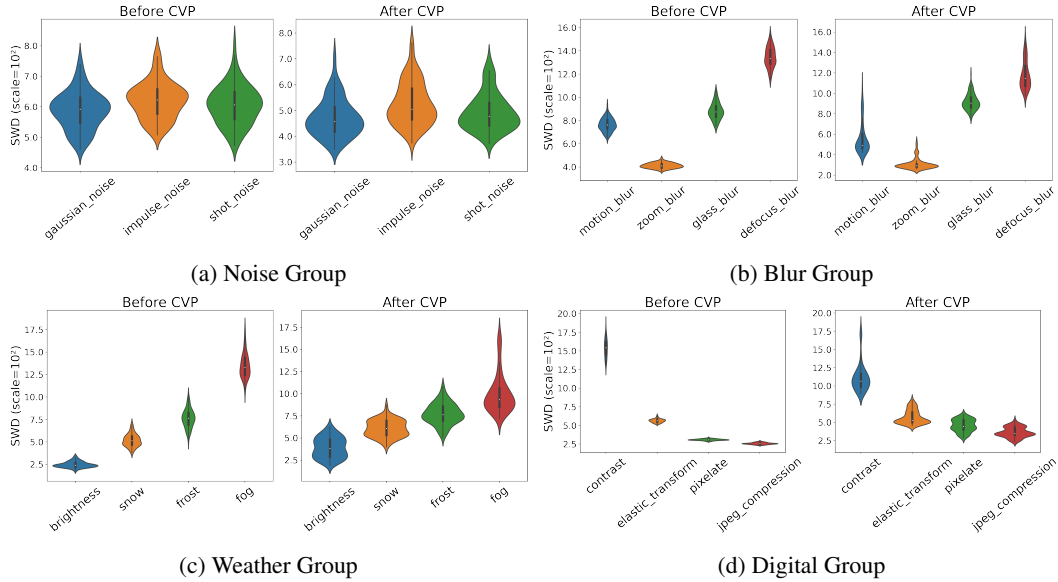 Before CVP
After CVP
SWD (scale=10²)
8.0
7.0
6.0
5.0
4.0
gaussian_noise
impulse_noise
shot_noise
8.0
7.0
6.0
5.0
4.0
3.0
gaussian_noise
impulse_noise
shot_noise
(a) Noise Group
Before CVP
After CVP
SWD (scale=10²)
16.0
14.0
12.0
10.0
8.0
6.0
4.0
motion_blur
zoom_blur
glass_blur
defocus_blur
16.0
14.0
12.0
10.0
8.0
6.0
4.0
2.0
motion_blur
zoom_blur
glass_blur
defocus_blur
(b) Blur Group
Before CVP
After CVP
SWD (scale=10²)
17.5
15.0
12.5
10.0
7.5
5.0
2.5
brightness
snow
frost
fog
17.5
15.0
12.5
10.0
7.5
5.0
2.5
brightness
snow
frost
fog
(c) Weather Group
Before CVP
After CVP
SWD (scale=10²)
20.0
17.5
15.0
12.5
10.0
7.5
5.0
2.5
contrast
elastic_transform
pixelate
jpeg_compression
20.0
17.5
15.0
12.5
10.0
7.5
5.0
2.5
contrast
elastic_transform
pixelate
jpeg_compression
(d) Digital Group